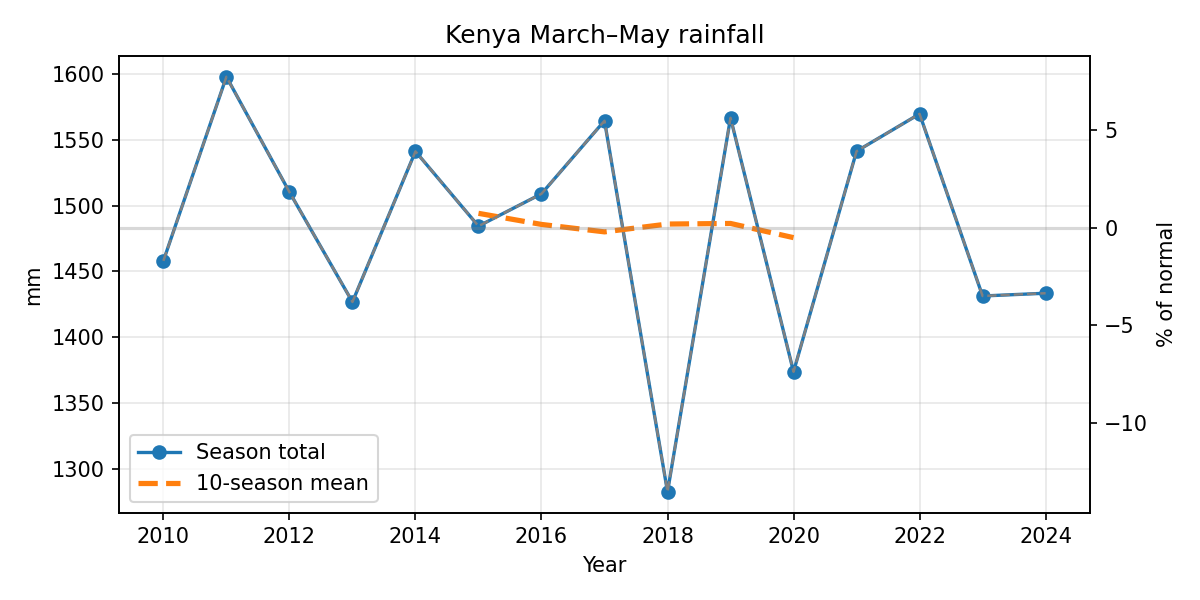 Kenya March–May rainfall
1600
1550
1500
1450
1400
1350
1300
mm
5
0
−5
−10
% of normal
Season total
10-season mean
2010 2012 2014 2016 2018 2020 2022 2024
Year